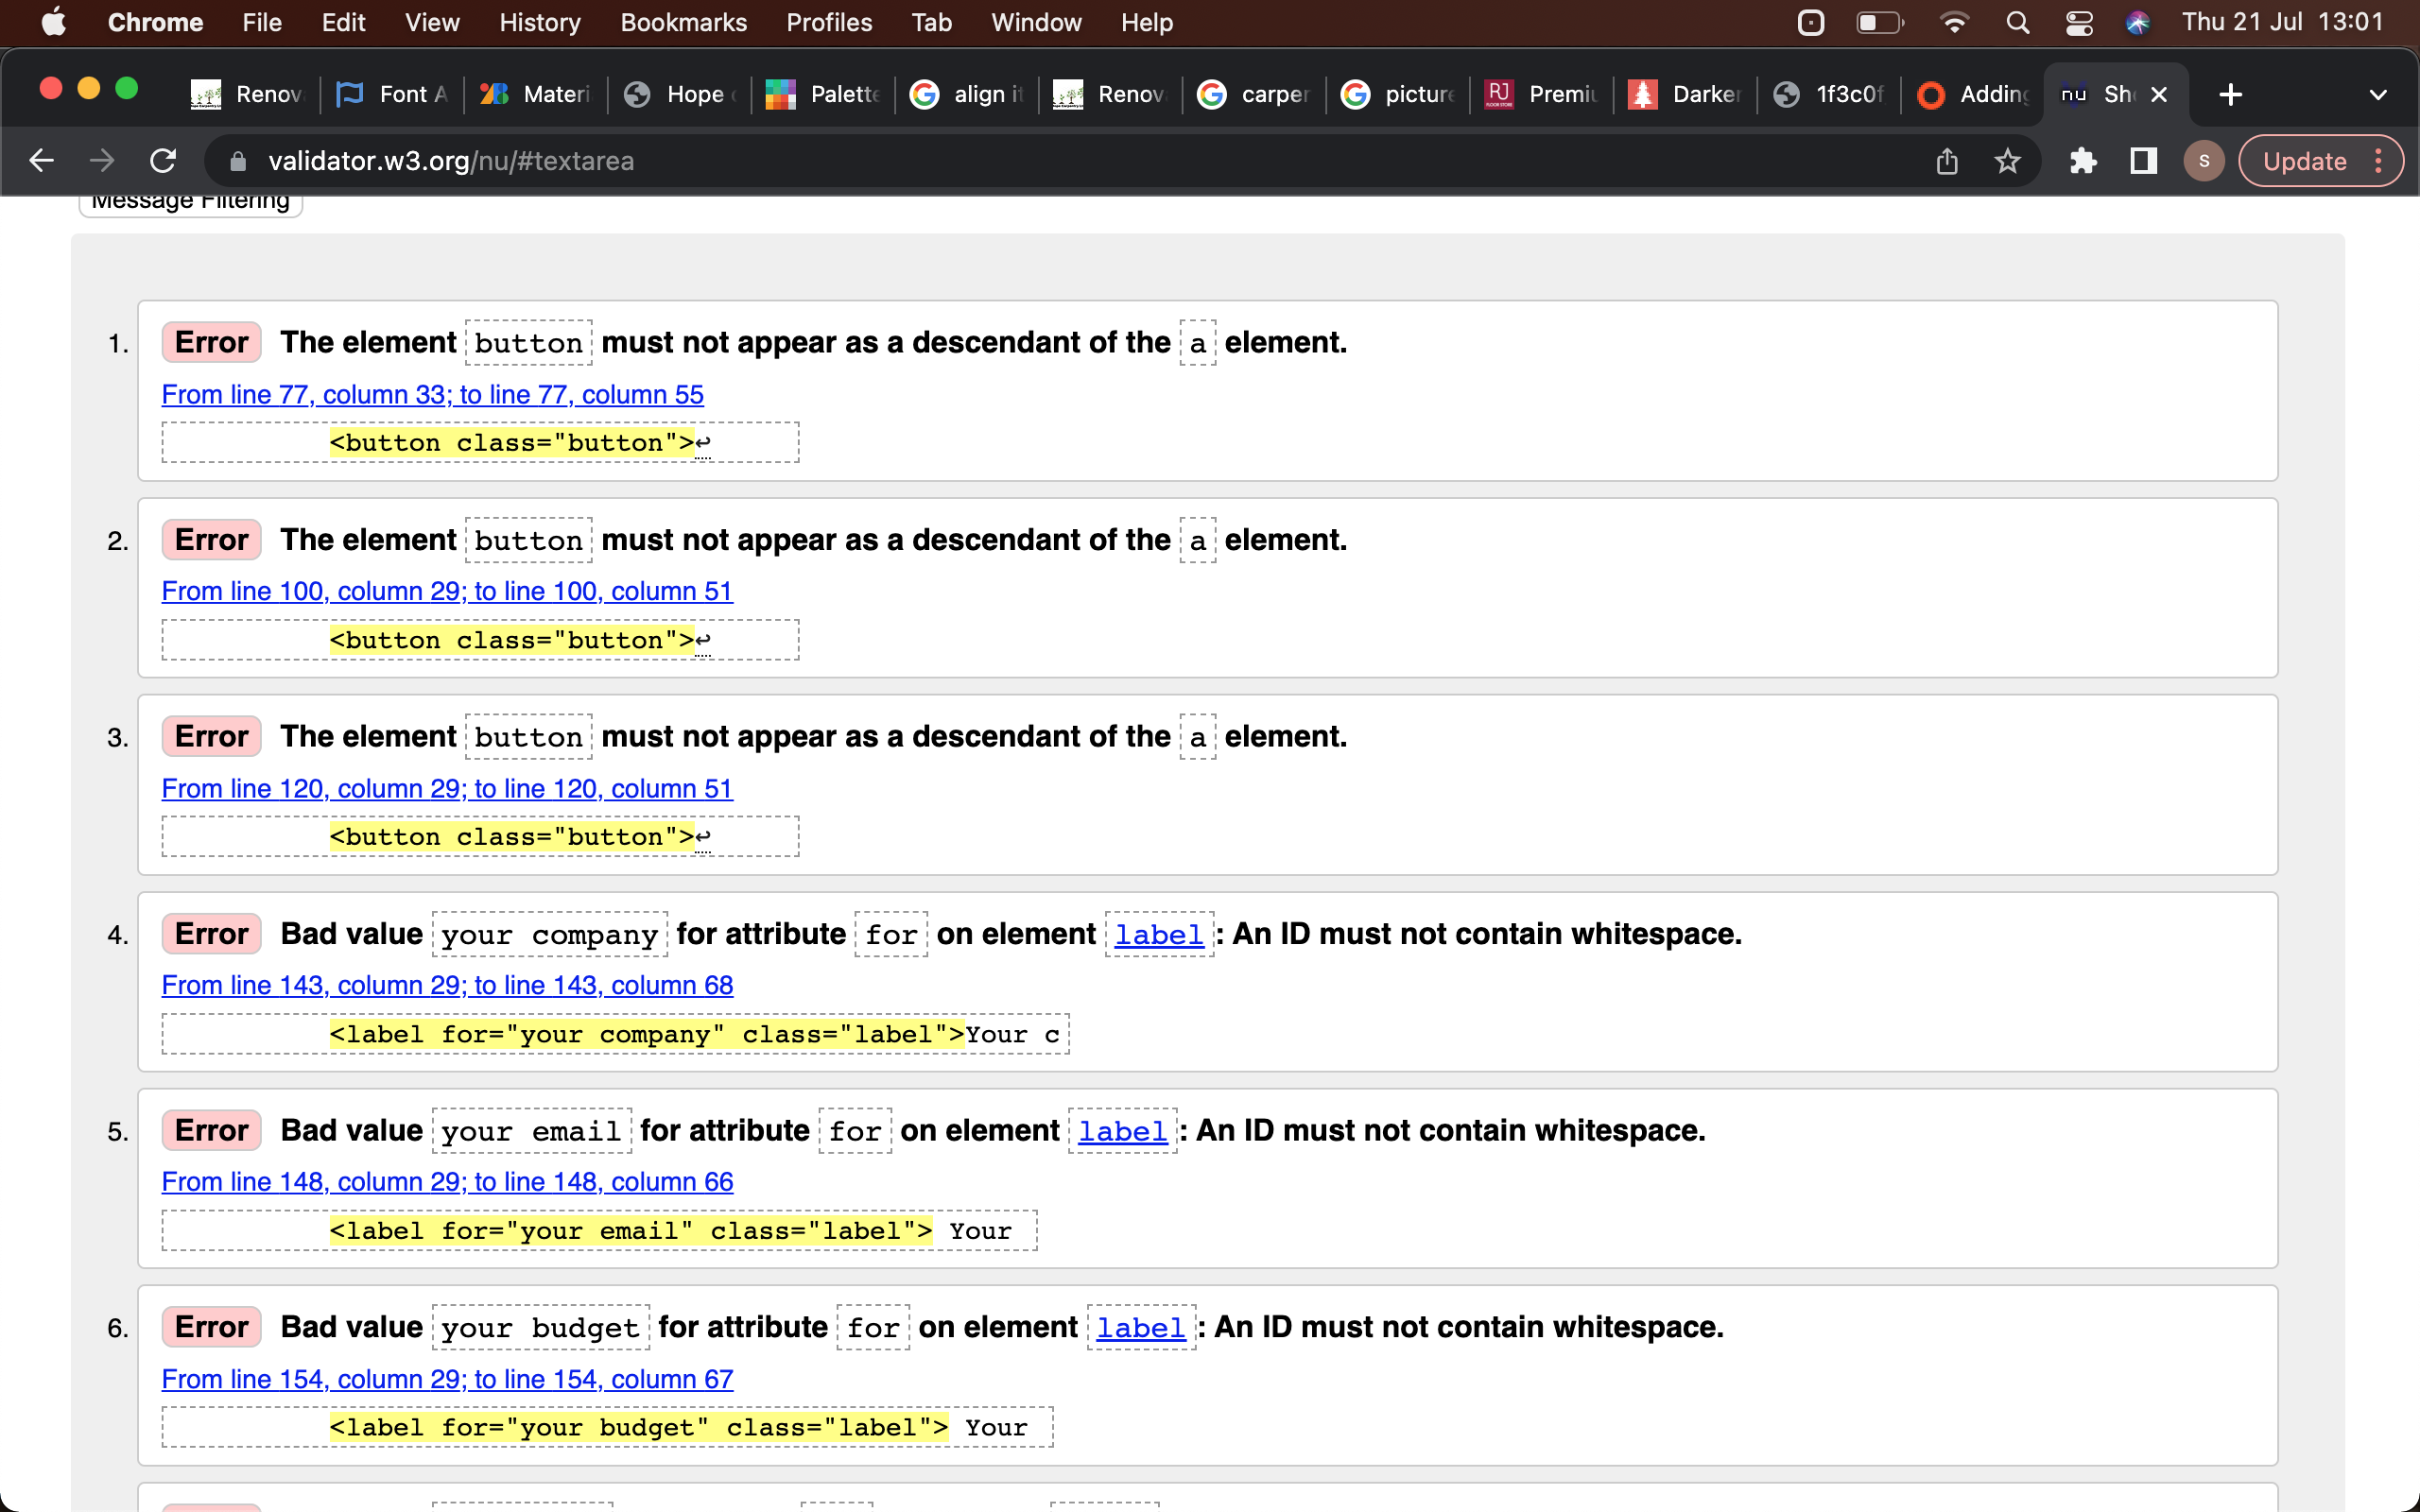 Chrome File Edit View History Bookmarks Profiles Tab Window Help Thu 21 Jul 13:01
Renov Font A Materi Hope Palette align it Renov carper picture RJ Premiu Darker 1f3c0f Adding nu Sh
validator.w3.org/nu/#textarea S Update
Message Filtering
1. Error The element button must not appear as a descendant of the a element.
From line 77, column 33; to line 77, column 55
<button class="button">↩
2. Error The element button must not appear as a descendant of the a element.
From line 100, column 29; to line 100, column 51
<button class="button">↩
3. Error The element button must not appear as a descendant of the a element.
From line 120, column 29; to line 120, column 51
<button class="button">↩
4. Error Bad value your company for attribute for on element label: An ID must not contain whitespace.
From line 143, column 29; to line 143, column 68
<label for="your company" class="label">Your c
5. Error Bad value your email for attribute for on element label: An ID must not contain whitespace.
From line 148, column 29; to line 148, column 66
<label for="your email" class="label"> Your
6. Error Bad value your budget for attribute for on element label: An ID must not contain whitespace.
From line 154, column 29; to line 154, column 67
<label for="your budget" class="label"> Your